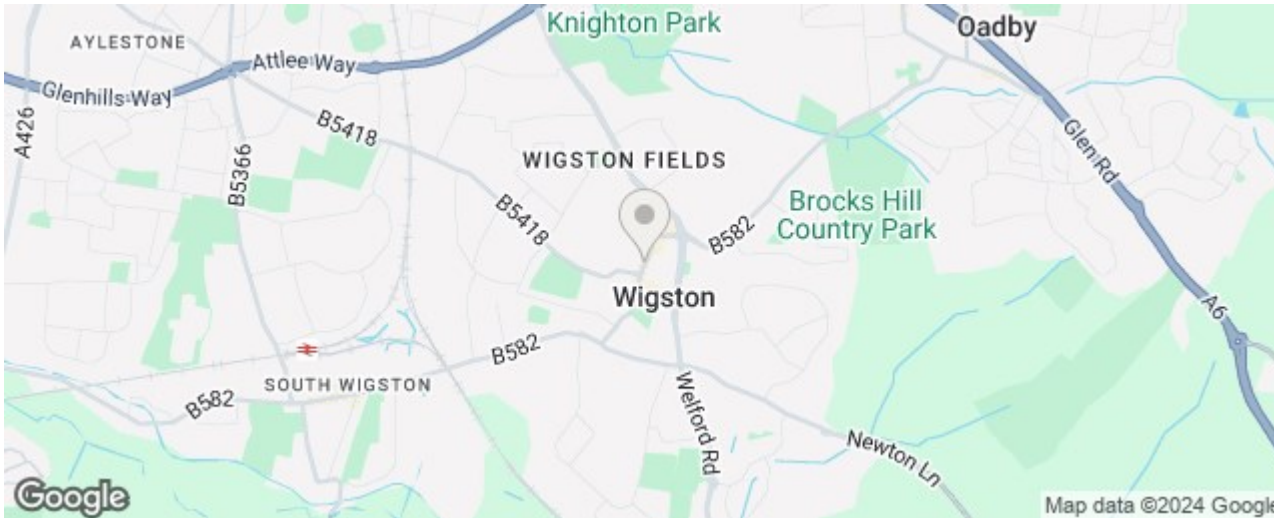 Knighton Park
Oadby
AYLESTONE
Attlee Way
Glenhills Way
A426
B5418
B5366
WIGSTON FIELDS
Glen Rd
Brocks Hill
Country Park
B5418
B582
Wigston
A6
B582
SOUTH WIGSTON
B582
Welford Rd
Newton Ln
Google
Map data ©2024 Google